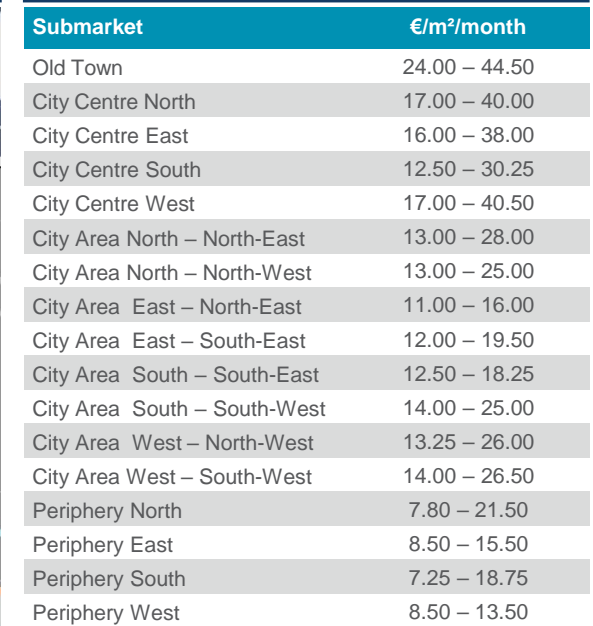 Submarket €/m²/month
Old Town 24.00 – 44.50
City Centre North 17.00 – 40.00
City Centre East 16.00 – 38.00
City Centre South 12.50 – 30.25
City Centre West 17.00 – 40.50
City Area North – North-East 13.00 – 28.00
City Area North – North-West 13.00 – 25.00
City Area  East – North-East 11.00 – 16.00
City Area  East – South-East 12.00 – 19.50
City Area  South – South-East 12.50 – 18.25
City Area  South – South-West 14.00 – 25.00
City Area  West – North-West 13.25 – 26.00
City Area West – South-West 14.00 – 26.50
Periphery North 7.80 – 21.50
Periphery East 8.50 – 15.50
Periphery South 7.25 – 18.75
Periphery West 8.50 – 13.50